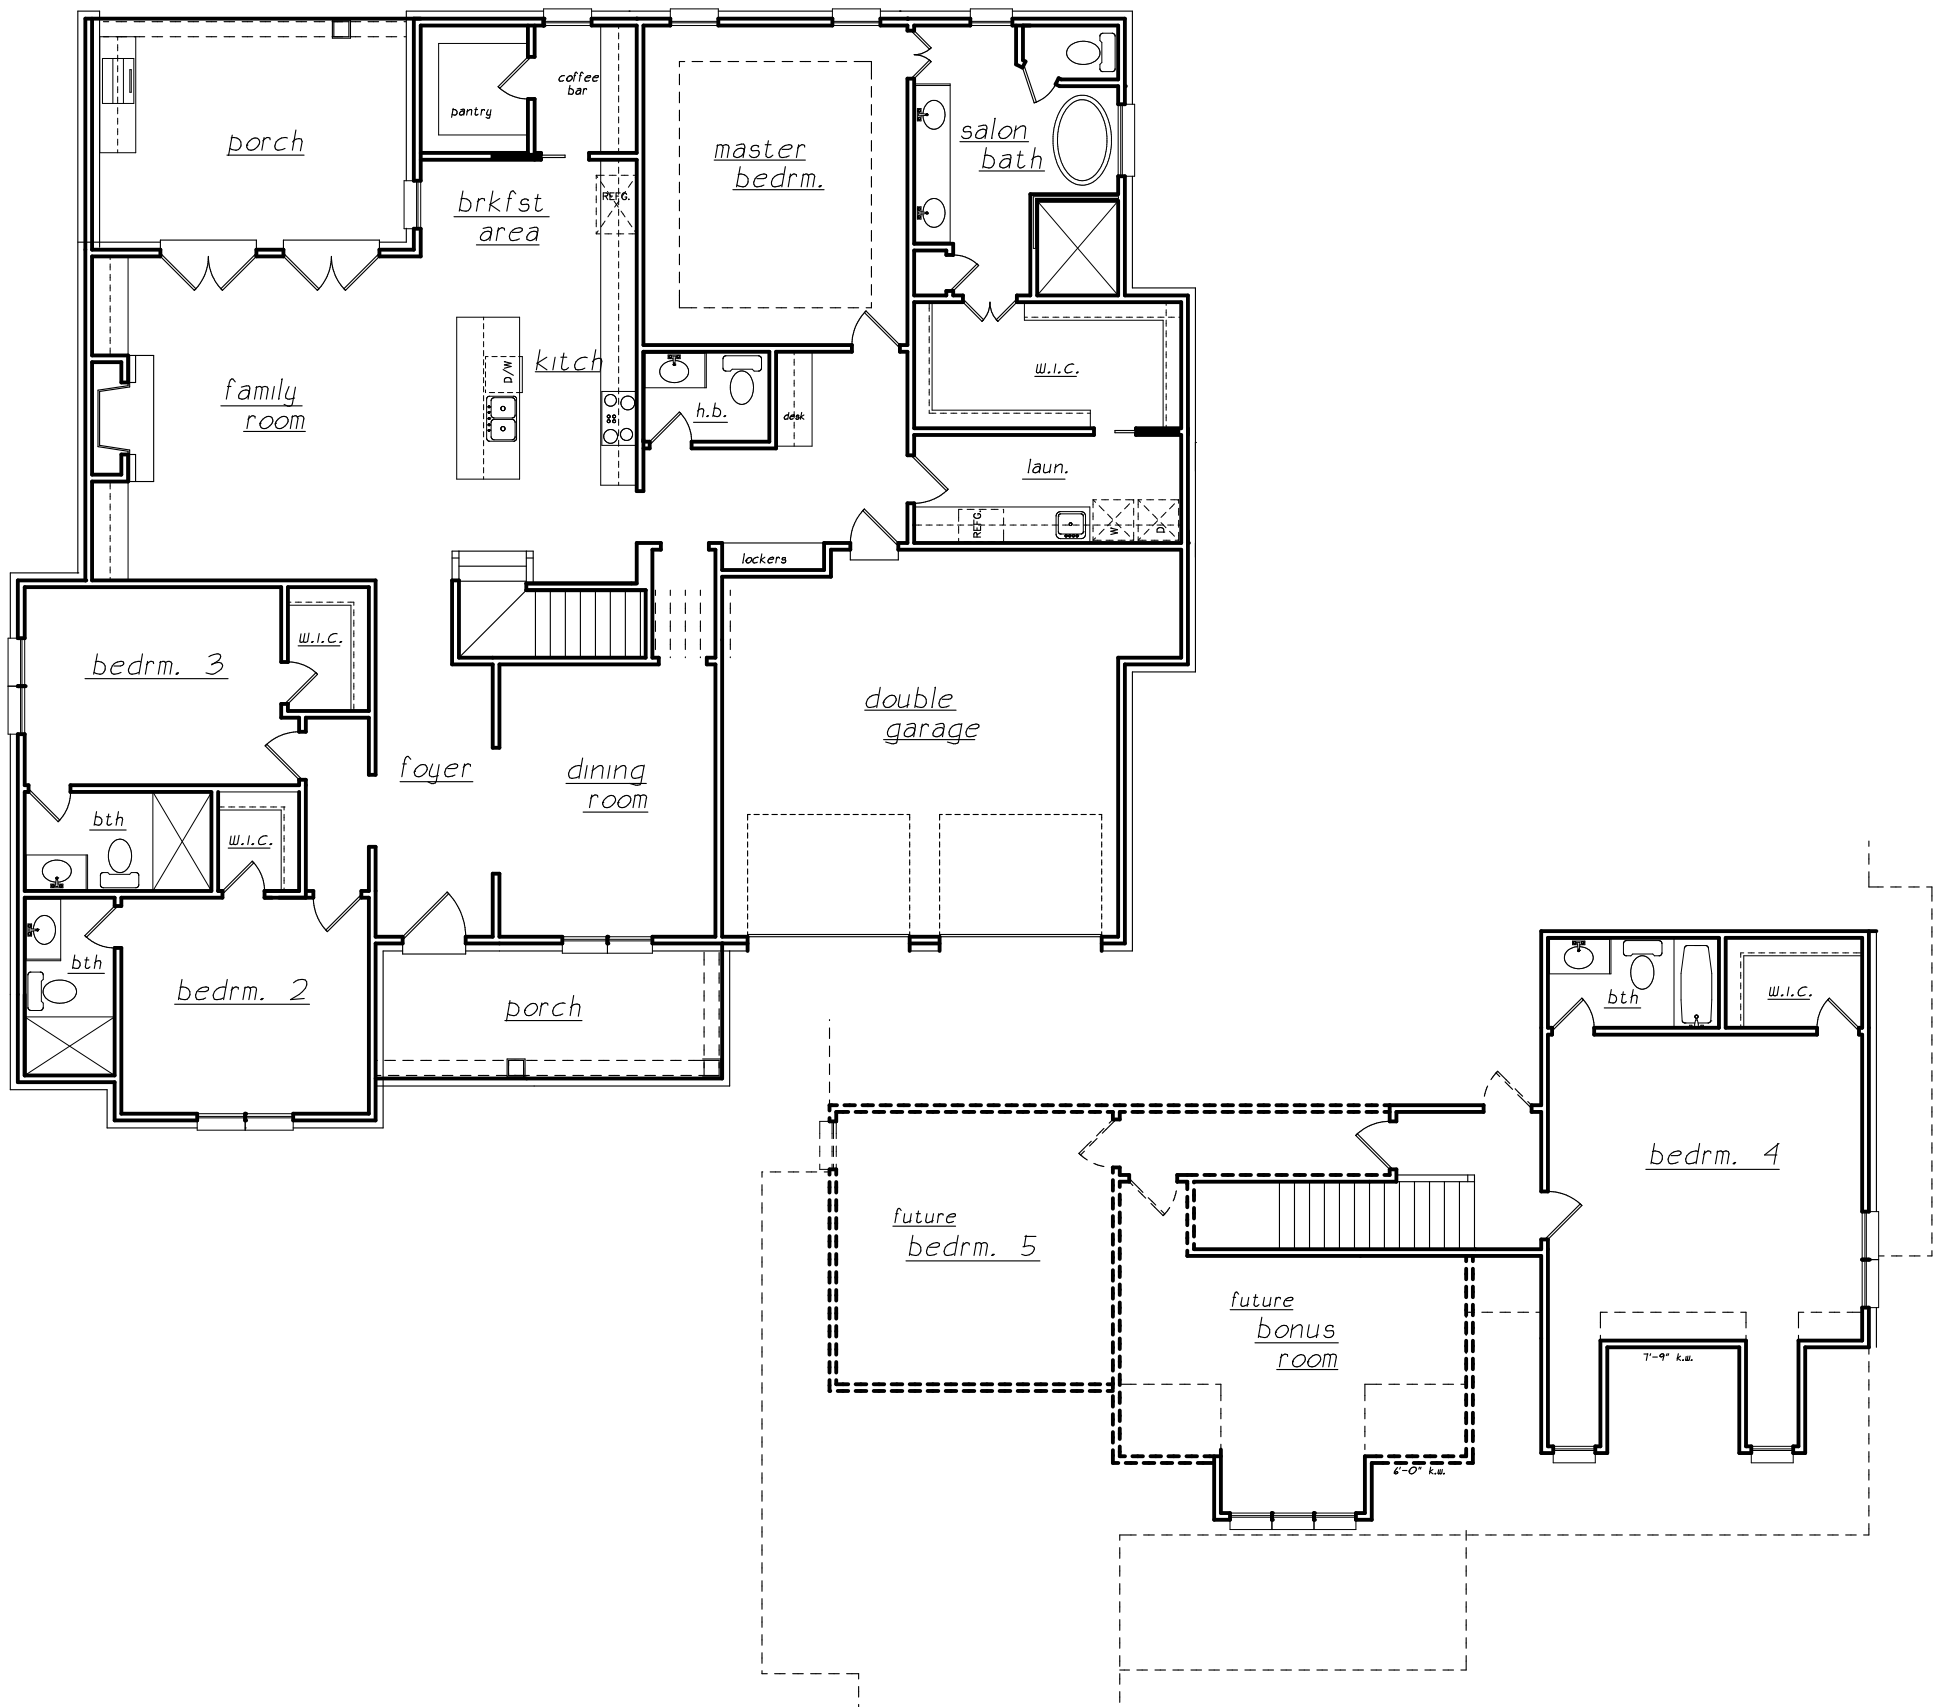 coffee
bar
pantry
porch
master
bedrm.
salon
bath
brkfst
area
REFG.
kitch
D/W
family
room
h.b.
desk
w.i.c.
laun.
REFG.
W
D
lockers
w.i.c.
bedrm. 3
double
garage
foyer
dining
room
bth
w.i.c.
bth
bedrm. 2
porch
bth
w.i.c.
bedrm. 4
future
bedrm. 5
future
bonus
room
7'-9" k.w.
6'-0" k.w.